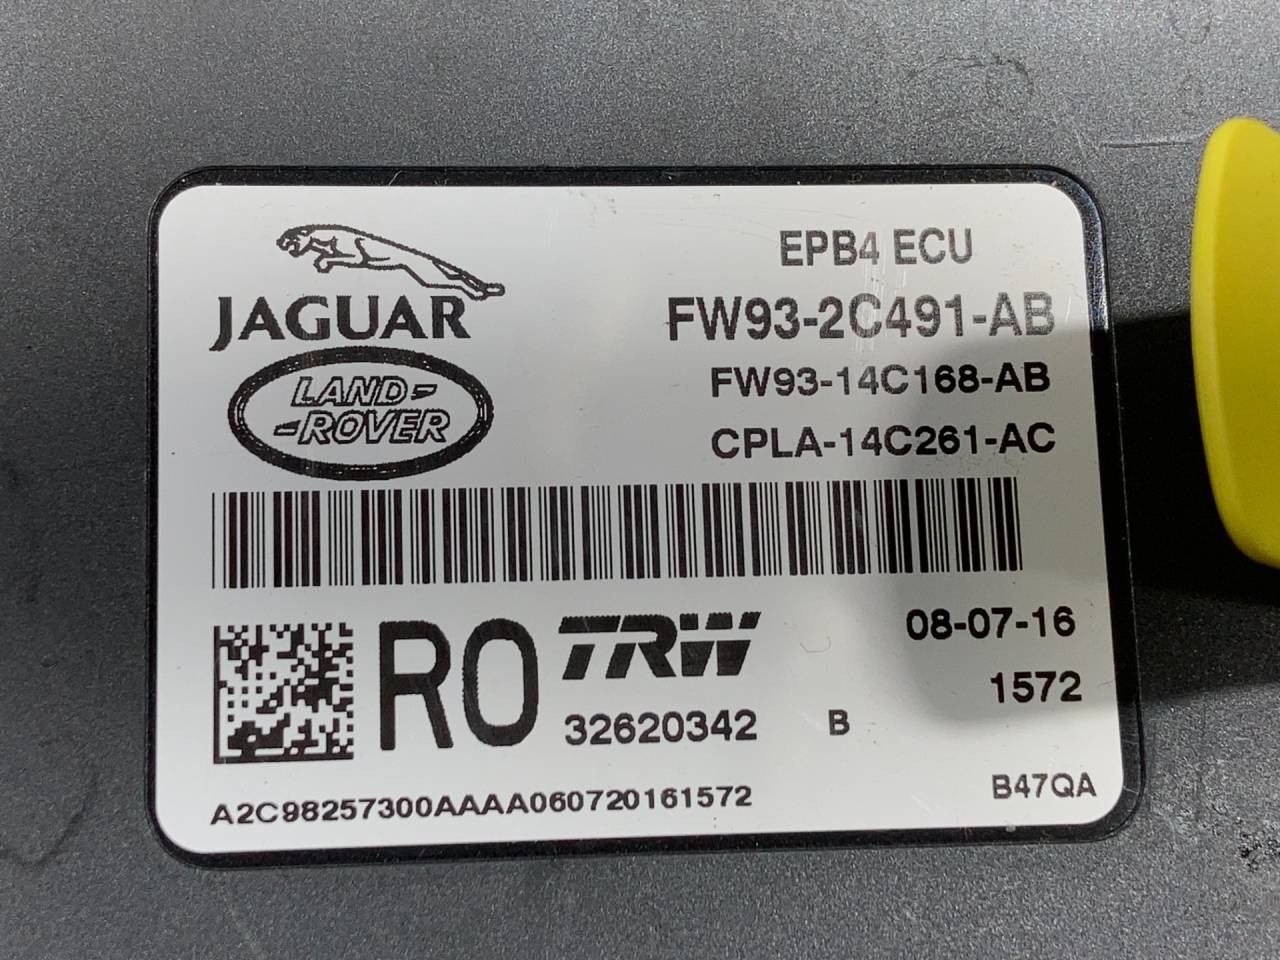 JAGUAR
LAND-
-ROVER
EPB4 ECU
FW93-2C491-AB
FW93-14C168-AB
CPLA-14C261-AC
RO
TRW
32620342 B
08-07-16
1572
A2C98257300AAAA060720161572
B47QA